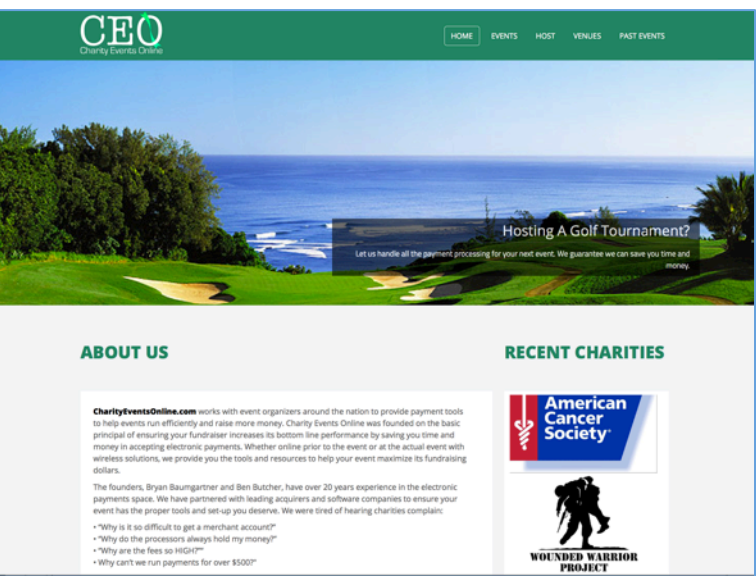 CEO
Charity Events Online
HOME EVENTS HOST VENUES PAST EVENTS
Hosting A Golf Tournament?
Let us handle all the payment processing for your next event. We guarantee we can save you time and
money.
ABOUT US
CharityEventsOnline.com works with event organizers around the nation to provide payment tools
to help events run efficiently and raise more money. Charity Events Online was founded on the basic
principal of ensuring your fundraiser increases its bottom line performance by saving you time and
money in accepting electronic payments. Whether online prior to the event or at the actual event with
wireless solutions, we provide you the tools and resources to help your event maximize its fundraising
dollars.
The founders, Bryan Baumgartner and Ben Butcher, have over 20 years experience in the electronic
payments space. We have partnered with leading acquirers and software companies to ensure your
event has the proper tools and set-up you deserve. We were tired of hearing charities complain:
• "Why is it so difficult to get a merchant account?"
• "Why do the processors always hold my money?"
• "Why are the fees so HIGH?""
• Why can't we run payments for over $500?"
RECENT CHARITIES
American
Cancer
Society
WOUNDED WARRIOR
PROJECT